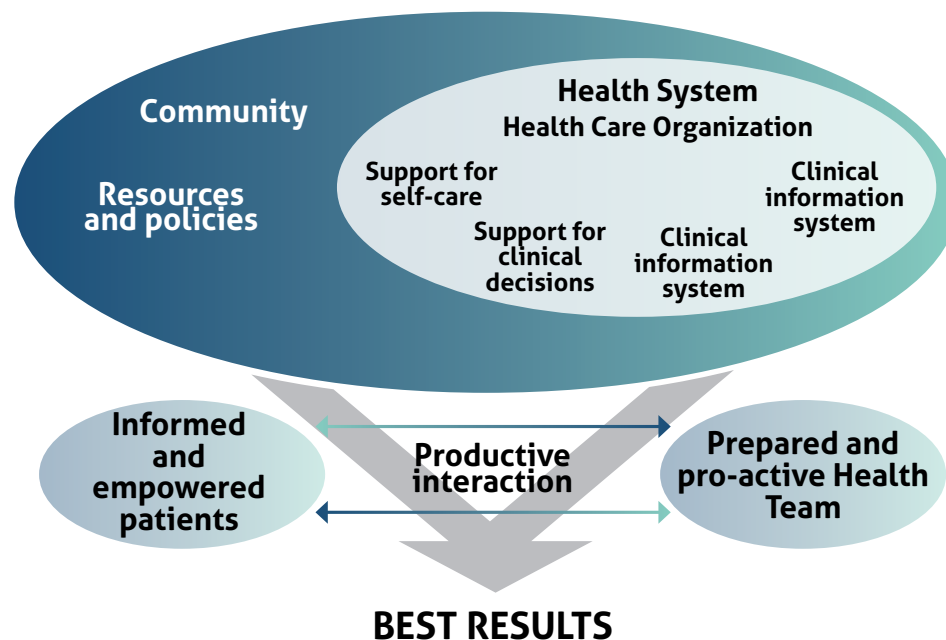 Community
Resources
and policies
Health System
Health Care Organization
Support for
self-care
Support for
clinical
decisions
Clinical
information
system
Clinical
information
system
Informed
and
empowered
patients
Productive
interaction
Prepared and
pro-active Health
Team
BEST RESULTS